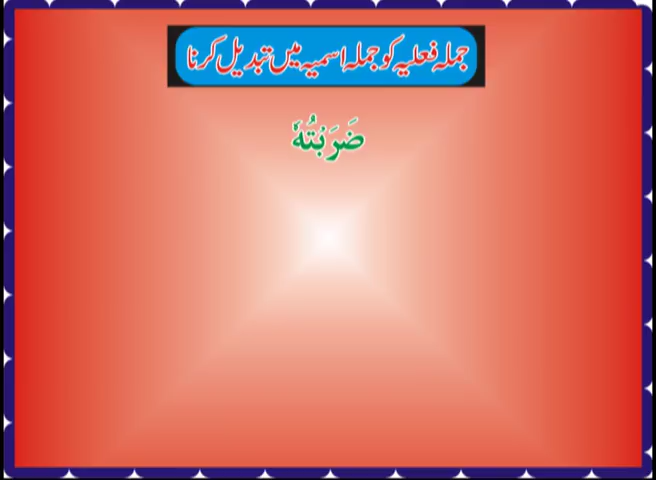 جملہ فعلیہ کو جملہ اسمیہ میں تبدیل کرنا
ضَرَبْتُہٗ